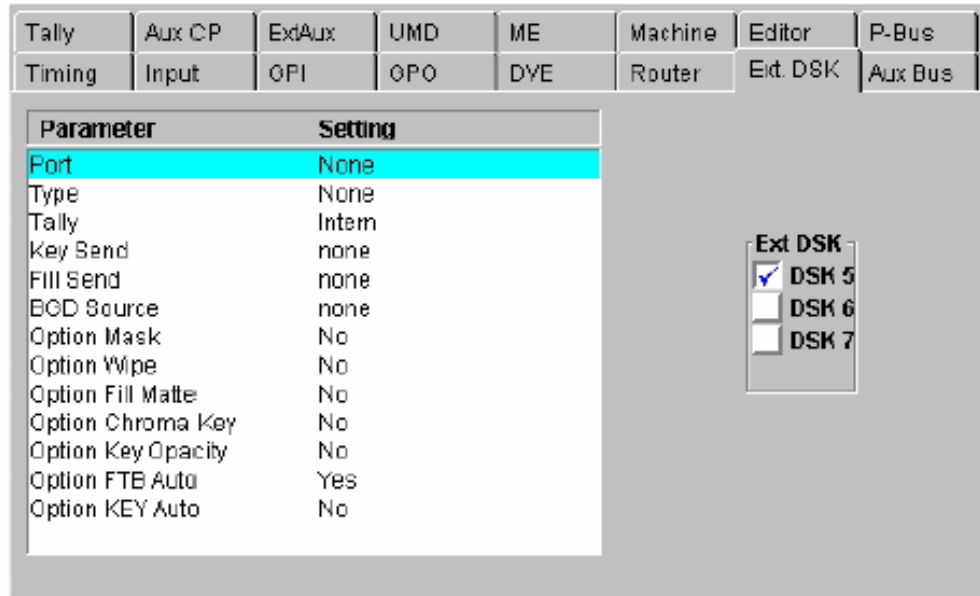 Tally Aux CP ExtAux UMD ME Machine Editor P-Bus
Timing Input GPI GPO DVE Router Ext. DSK Aux Bus
Parameter Setting
Port None
Type None
Tally Intern
Key Send none
Fill Send none
BGD Source none
Option Mask No
Option Wipe No
Option Fill Matte No
Option Chroma Key No
Option Key Opacity No
Option FTB Auto Yes
Option KEY Auto No
Ext DSK
DSK 5
DSK 6
DSK 7